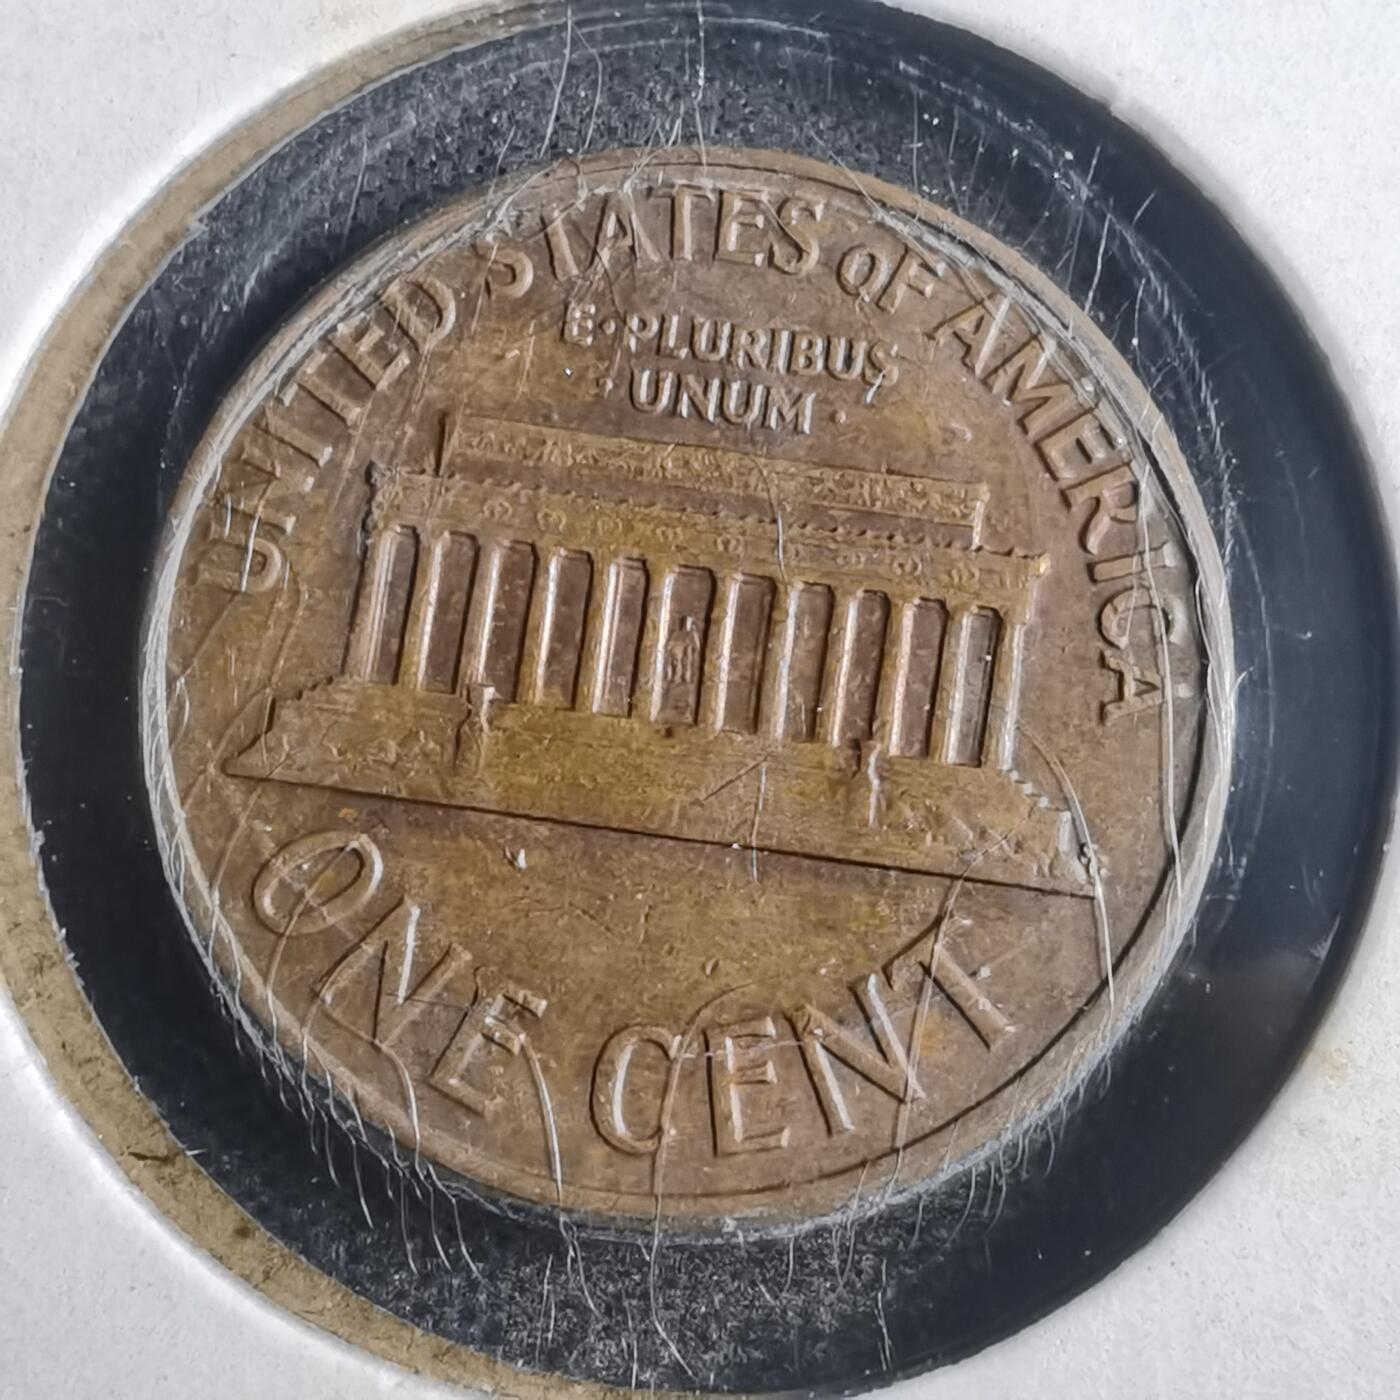 UNITED STATES OF AMERICA
E·PLURIBUS
·UNUM·
ONE CENT